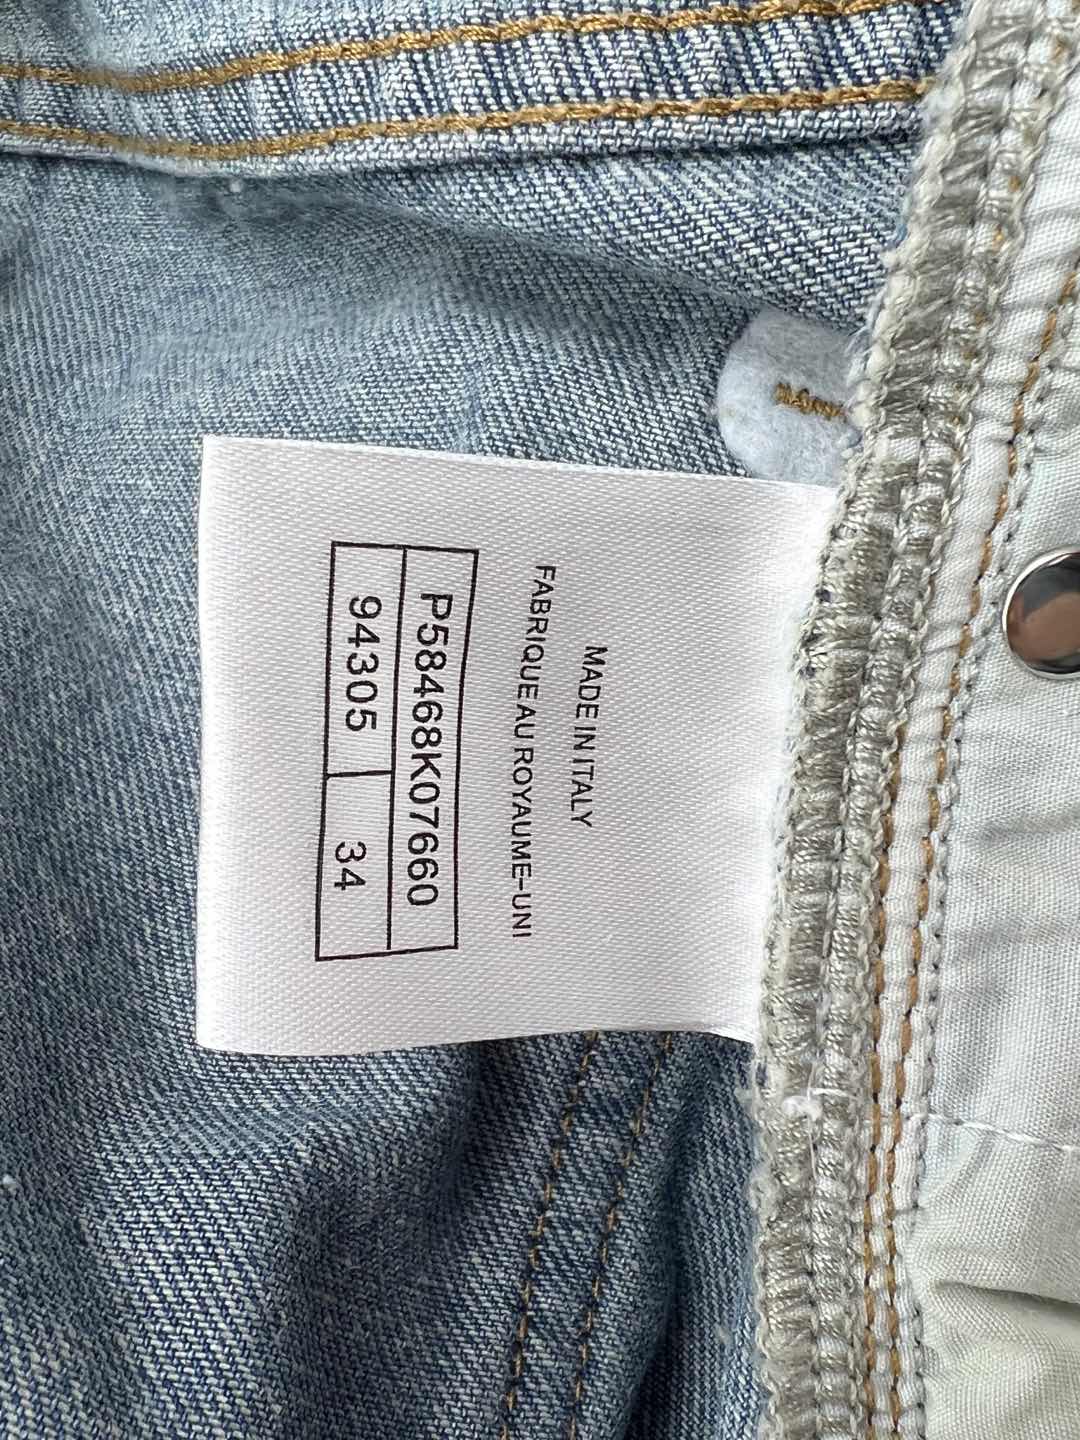 MADE IN ITALY
FABRIQUE AU ROYAUME-UNI
P58468K07660
94305 34